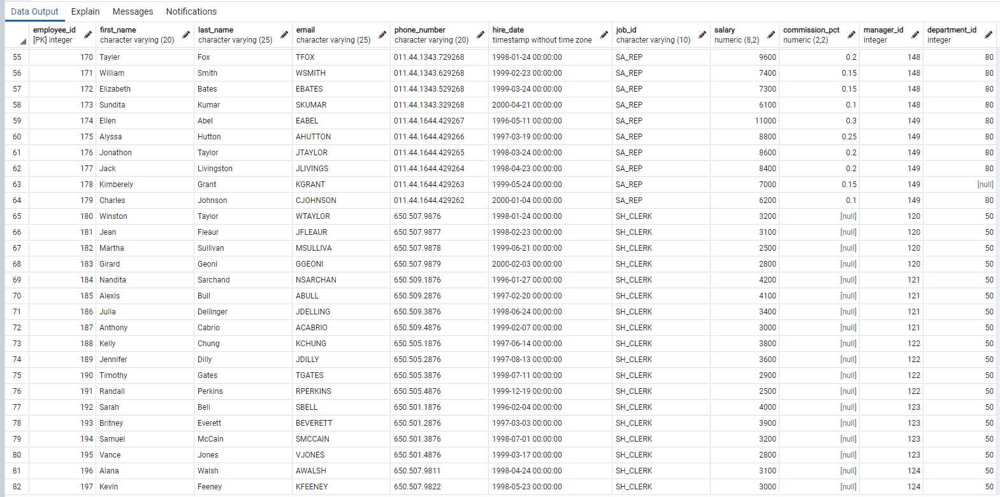 Data Output Explain Messages Notifications
employee_id first_name last_name email phone_number hire_date job_id salary commission_pct manager_id department_id
[PK] integer character varying (20) character varying (25) character varying (25) character varying (20) timestamp without time zone character varying (10) numeric (8,2) numeric (2,2) integer integer
55 170 Tayler Fox TFOX 011.44.1343.729268 1998-01-24 00:00:00 SA_REP 9600 0.2 148 80
56 171 William Smith WSMITH 011.44.1343.629268 1999-02-23 00:00:00 SA_REP 7400 0.15 148 80
57 172 Elizabeth Bates EBATES 011.44.1343.529268 1999-03-24 00:00:00 SA_REP 7300 0.15 148 80
58 173 Sundita Kumar SKUMAR 011.44.1343.329268 2000-04-21 00:00:00 SA_REP 6100 0.1 148 80
59 174 Ellen Abel EABEL 011.44.1644.429267 1996-05-11 00:00:00 SA_REP 11000 0.3 149 80
60 175 Alyssa Hutton AHUTTON 011.44.1644.429266 1997-03-19 00:00:00 SA_REP 8800 0.25 149 80
61 176 Jonathon Taylor JTAYLOR 011.44.1644.429265 1998-03-24 00:00:00 SA_REP 8600 0.2 149 80
62 177 Jack Livingston JLIVINGS 011.44.1644.429264 1998-04-23 00:00:00 SA_REP 8400 0.2 149 80
63 178 Kimberely Grant KGRANT 011.44.1644.429263 1999-05-24 00:00:00 SA_REP 7000 0.15 149 [null]
64 179 Charles Johnson CJOHNSON 011.44.1644.429262 2000-01-04 00:00:00 SA_REP 6200 0.1 149 80
65 180 Winston Taylor WTAYLOR 650.507.9876 1998-01-24 00:00:00 SH_CLERK 3200 [null] 120 50
66 181 Jean Fleaur JFLEAUR 650.507.9877 1998-02-23 00:00:00 SH_CLERK 3100 [null] 120 50
67 182 Martha Sullivan MSULLIVA 650.507.9878 1999-06-21 00:00:00 SH_CLERK 2500 [null] 120 50
68 183 Girard Geoni GGEONI 650.507.9879 2000-02-03 00:00:00 SH_CLERK 2800 [null] 120 50
69 184 Nandita Sarchand NSARCHAN 650.509.1876 1996-01-27 00:00:00 SH_CLERK 4200 [null] 121 50
70 185 Alexis Bull ABULL 650.509.2876 1997-02-20 00:00:00 SH_CLERK 4100 [null] 121 50
71 186 Julia Dellinger JDELLING 650.509.3876 1998-06-24 00:00:00 SH_CLERK 3400 [null] 121 50
72 187 Anthony Cabrio ACABRIO 650.509.4876 1999-02-07 00:00:00 SH_CLERK 3000 [null] 121 50
73 188 Kelly Chung KCHUNG 650.505.1876 1997-06-14 00:00:00 SH_CLERK 3800 [null] 122 50
74 189 Jennifer Dilly JDILLY 650.505.2876 1997-08-13 00:00:00 SH_CLERK 3600 [null] 122 50
75 190 Timothy Gates TGATES 650.505.3876 1998-07-11 00:00:00 SH_CLERK 2900 [null] 122 50
76 191 Randall Perkins RPERKINS 650.505.4876 1999-12-19 00:00:00 SH_CLERK 2500 [null] 122 50
77 192 Sarah Bell SBELL 650.501.1876 1996-02-04 00:00:00 SH_CLERK 4000 [null] 123 50
78 193 Britney Everett BEVERETT 650.501.2876 1997-03-03 00:00:00 SH_CLERK 3900 [null] 123 50
79 194 Samuel McCain SMCCAIN 650.501.3876 1998-07-01 00:00:00 SH_CLERK 3200 [null] 123 50
80 195 Vance Jones VJONES 650.501.4876 1999-03-17 00:00:00 SH_CLERK 2800 [null] 123 50
81 196 Alana Walsh AWALSH 650.507.9811 1998-04-24 00:00:00 SH_CLERK 3100 [null] 124 50
82 197 Kevin Feeney KFEENEY 650.507.9822 1998-05-23 00:00:00 SH_CLERK 3000 [null] 124 50